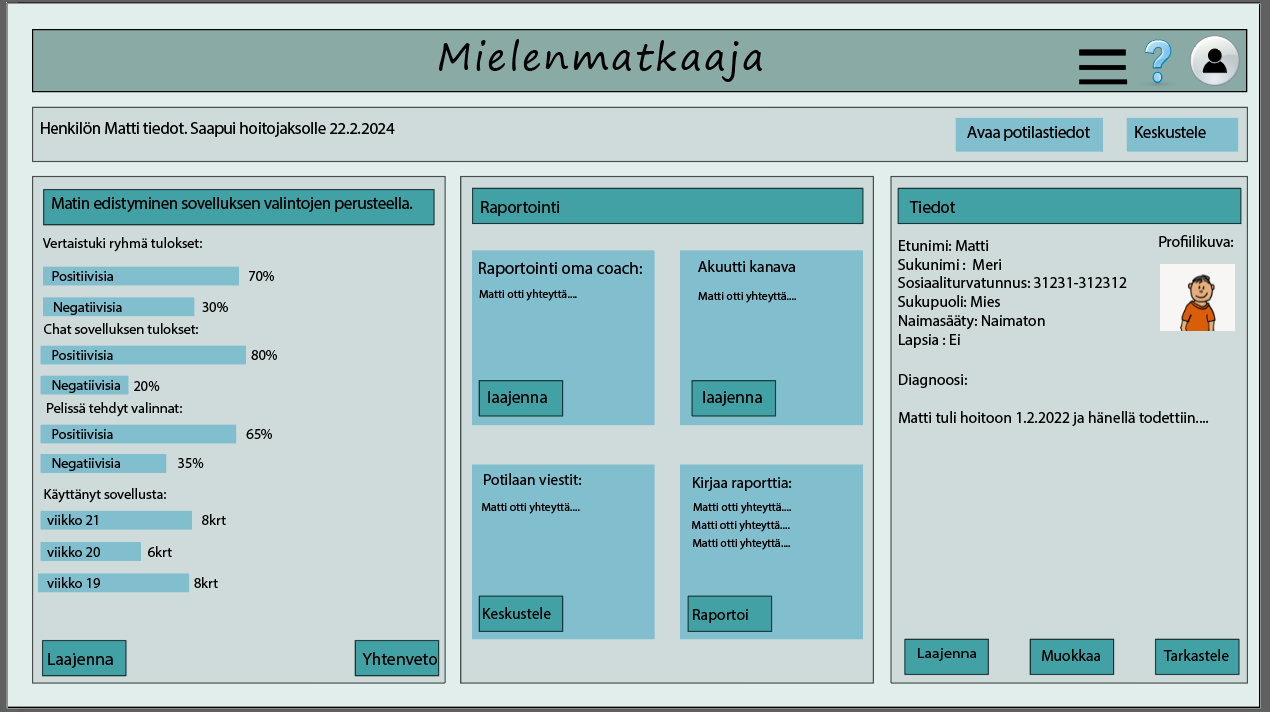 Mielenmatkaaja
?
Henkilön Matti tiedot. Saapui hoitojaksolle 22.2.2024
Avaa potilastiedot
Keskustele
Matin edistyminen sovelluksen valintojen perusteella.
Vertaistuki ryhmä tulokset:
Positiivisia 70%
Negatiivisia 30%
Chat sovelluksen tulokset:
Positiivisia 80%
Negatiivisia 20%
Pelissä tehdyt valinnat:
Positiivisia 65%
Negatiivisia 35%
Käyttänyt sovellusta:
viikko 21 8krt
viikko 20 6krt
viikko 19 8krt
Laajenna
Yhtenveto
Raportointi
Raportointi oma coach:
Matti otti yhteyttä....
laajenna
Akuutti kanava
Matti otti yhteyttä....
laajenna
Potilaan viestit:
Matti otti yhteyttä....
Keskustele
Kirjaa raporttia:
Matti otti yhteyttä....
Matti otti yhteyttä....
Matti otti yhteyttä....
Raportoi
Tiedot
Etunimi: Matti
Sukunimi : Meri
Sosiaaliturvatunnus: 31231-312312
Sukupuoli: Mies
Naimasääty: Naimaton
Lapsia : Ei
Profiilikuva:
Diagnoosi:
Matti tuli hoitoon 1.2.2022 ja hänellä todettiin....
Laajenna
Muokkaa
Tarkastele